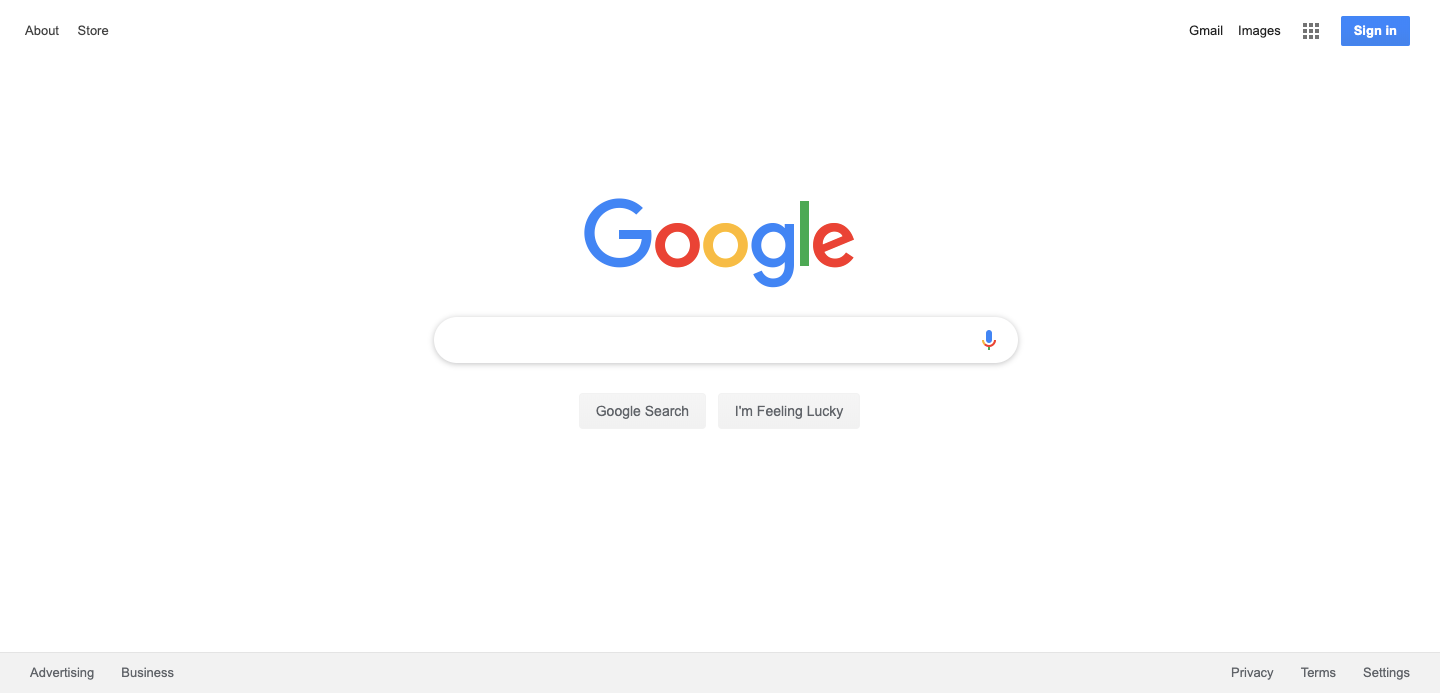 About Store Gmail Images Sign in
Google
Google Search I'm Feeling Lucky
Advertising Business Privacy Terms Settings